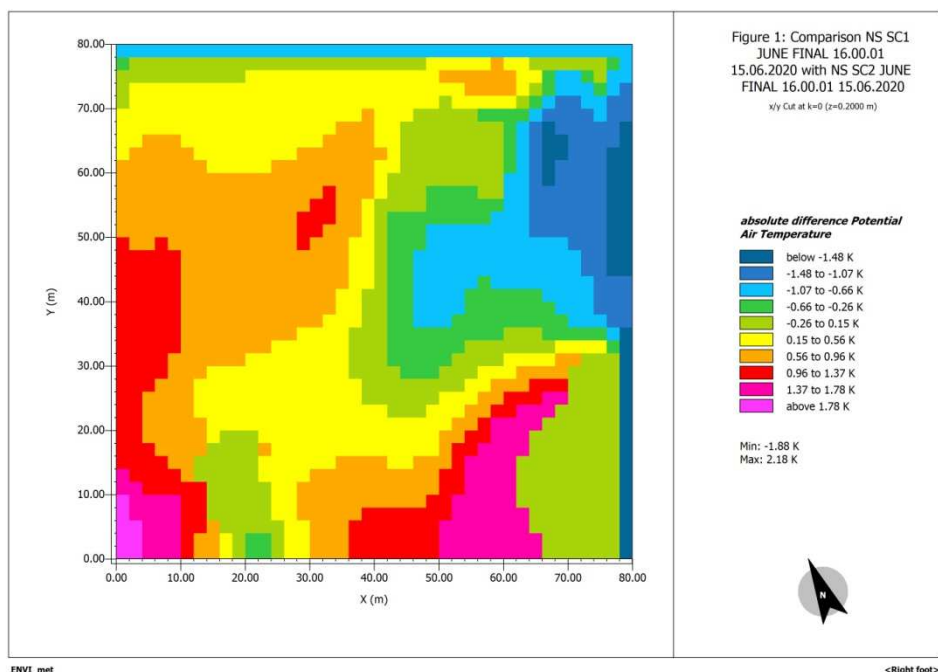 Figure 1: Comparison NS SC1
JUNE FINAL 16.00.01
15.06.2020 with NS SC2 JUNE
FINAL 16.00.01 15.06.2020
x/y Cut at k=0 (z=0.2000 m)
80.00
70.00
60.00
50.00
40.00
30.00
20.00
10.00
0.00
Y (m)
0.00 10.00 20.00 30.00 40.00 50.00 60.00 70.00 80.00
X (m)
absolute difference Potential
Air Temperature
below -1.48 K
-1.48 to -1.07 K
-1.07 to -0.66 K
-0.66 to -0.26 K
-0.26 to 0.15 K
0.15 to 0.56 K
0.56 to 0.96 K
0.96 to 1.37 K
1.37 to 1.78 K
above 1.78 K
Min: -1.88 K
Max: 2.18 K
N
ENVI_met
<Right foot>